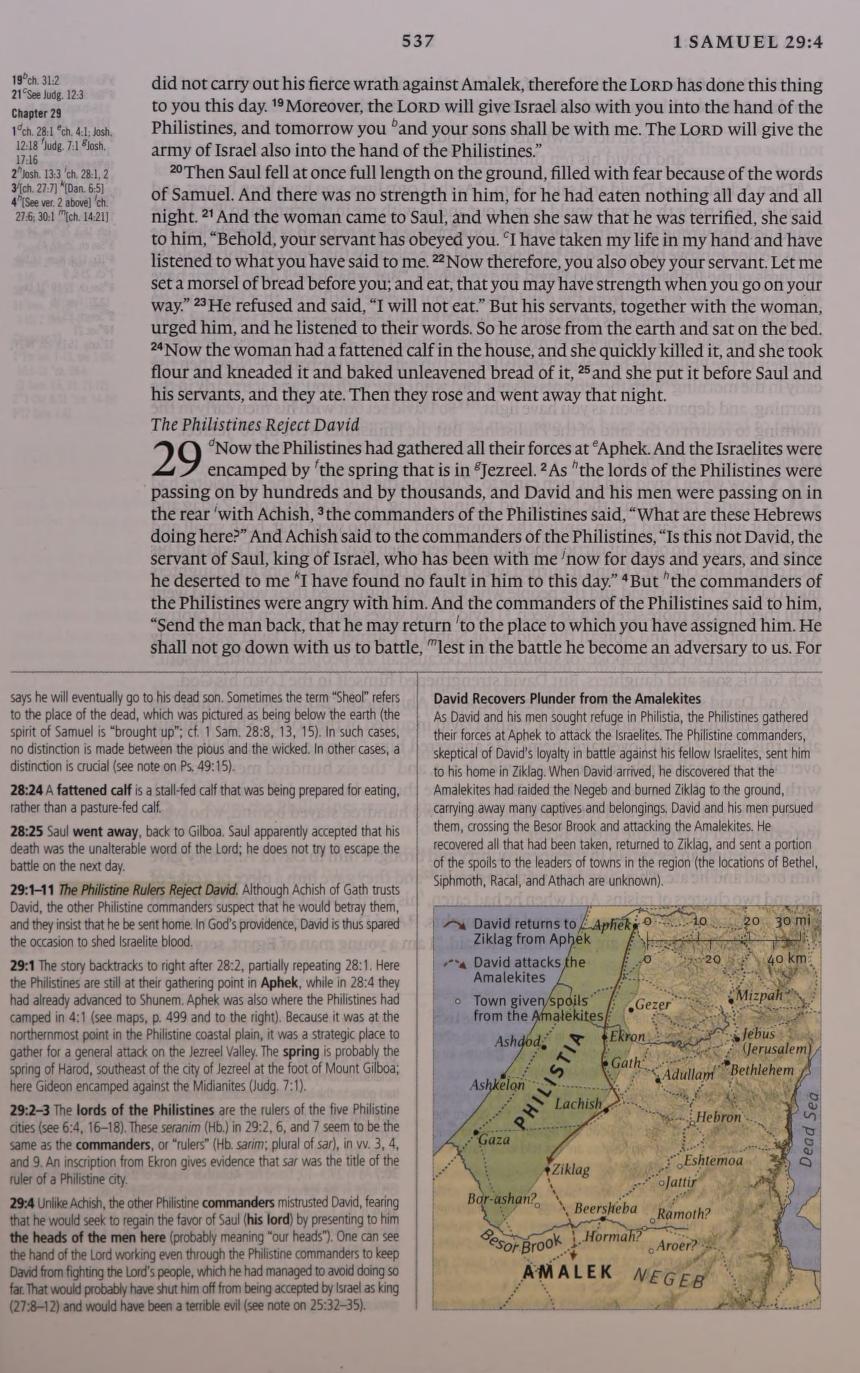 537
1 SAMUEL 29:4
19 b ch. 31:2
21 c See Judg. 12:3
Chapter 29
1 d ch. 28:1 e ch. 4:1; Josh.
12:18 f Judg. 7:1 g Josh.
17:16
2 h Josh. 13:3 i ch. 28:1, 2
3 j [ch. 27:7] k [Dan. 6:5]
4 h [See ver. 2 above] l ch.
27:6; 30:1 m [ch. 14:21]
did not carry out his fierce wrath against Amalek, therefore the LORD has done this thing
to you this day. 19 Moreover, the LORD will give Israel also with you into the hand of the
Philistines, and tomorrow you b and your sons shall be with me. The LORD will give the
army of Israel also into the hand of the Philistines.”
20 Then Saul fell at once full length on the ground, filled with fear because of the words
of Samuel. And there was no strength in him, for he had eaten nothing all day and all
night. 21 And the woman came to Saul, and when she saw that he was terrified, she said
to him, “Behold, your servant has obeyed you. c I have taken my life in my hand and have
listened to what you have said to me. 22 Now therefore, you also obey your servant. Let me
set a morsel of bread before you; and eat, that you may have strength when you go on your
way.” 23 He refused and said, “I will not eat.” But his servants, together with the woman,
urged him, and he listened to their words. So he arose from the earth and sat on the bed.
24 Now the woman had a fattened calf in the house, and she quickly killed it, and she took
flour and kneaded it and baked unleavened bread of it, 25 and she put it before Saul and
his servants, and they ate. Then they rose and went away that night.
The Philistines Reject David
29 d Now the Philistines had gathered all their forces at e Aphek. And the Israelites were
encamped by f the spring that is in g Jezreel. 2 As h the lords of the Philistines were
passing on by hundreds and by thousands, and David and his men were passing on in
the rear i with Achish, 3 the commanders of the Philistines said, “What are these Hebrews
doing here?” And Achish said to the commanders of the Philistines, “Is this not David, the
servant of Saul, king of Israel, who has been with me j now for days and years, and since
he deserted to me k I have found no fault in him to this day.” 4 But h the commanders of
the Philistines were angry with him. And the commanders of the Philistines said to him,
“Send the man back, that he may return l to the place to which you have assigned him. He
shall not go down with us to battle, m lest in the battle he become an adversary to us. For
says he will eventually go to his dead son. Sometimes the term “Sheol” refers
to the place of the dead, which was pictured as being below the earth (the
spirit of Samuel is “brought up”; cf. 1 Sam. 28:8, 13, 15). In such cases,
no distinction is made between the pious and the wicked. In other cases, a
distinction is crucial (see note on Ps. 49:15).
28:24 A fattened calf is a stall-fed calf that was being prepared for eating,
rather than a pasture-fed calf.
28:25 Saul went away, back to Gilboa. Saul apparently accepted that his
death was the unalterable word of the Lord; he does not try to escape the
battle on the next day.
29:1–11 The Philistine Rulers Reject David. Although Achish of Gath trusts
David, the other Philistine commanders suspect that he would betray them,
and they insist that he be sent home. In God’s providence, David is thus spared
the occasion to shed Israelite blood.
29:1 The story backtracks to right after 28:2, partially repeating 28:1. Here
the Philistines are still at their gathering point in Aphek, while in 28:4 they
had already advanced to Shunem. Aphek was also where the Philistines had
camped in 4:1 (see maps, p. 499 and to the right). Because it was at the
northernmost point in the Philistine coastal plain, it was a strategic place to
gather for a general attack on the Jezreel Valley. The spring is probably the
spring of Harod, southeast of the city of Jezreel at the foot of Mount Gilboa;
here Gideon encamped against the Midianites (Judg. 7:1).
29:2–3 The lords of the Philistines are the rulers of the five Philistine
cities (see 6:4, 16–18). These seranim (Hb.) in 29:2, 6, and 7 seem to be the
same as the commanders, or “rulers” (Hb. sarim; plural of sar), in vv. 3, 4,
and 9. An inscription from Ekron gives evidence that sar was the title of the
ruler of a Philistine city.
29:4 Unlike Achish, the other Philistine commanders mistrusted David, fearing
that he would seek to regain the favor of Saul (his lord) by presenting to him
the heads of the men here (probably meaning “our heads”). One can see
the hand of the Lord working even through the Philistine commanders to keep
David from fighting the Lord’s people, which he had managed to avoid doing so
far. That would probably have shut him off from being accepted by Israel as king
(27:8–12) and would have been a terrible evil (see note on 25:32–35).
David Recovers Plunder from the Amalekites
As David and his men sought refuge in Philistia, the Philistines gathered
their forces at Aphek to attack the Israelites. The Philistine commanders,
skeptical of David’s loyalty in battle against his fellow Israelites, sent him
to his home in Ziklag. When David arrived, he discovered that the
Amalekites had raided the Negeb and burned Ziklag to the ground,
carrying away many captives and belongings. David and his men pursued
them, crossing the Besor Brook and attacking the Amalekites. He
recovered all that had been taken, returned to Ziklag, and sent a portion
of the spoils to the leaders of towns in the region (the locations of Bethel,
Siphmoth, Racal, and Athach are unknown).
David returns to
Ziklag from Aphek
David attacks the
Amalekites
Town given spoils
from the Amalekites
Aphek
0 10 20 30 mi
0 20 40 km
Gezer
Mizpah
Ashdod
Ekron
Jebus
(Jerusalem)
Gath
Adullam
Bethlehem
Ashkelon
PHILISTIA
Lachish
Hebron
Dead Sea
Gaza
Ziklag
Eshtemoa
Jattir
Bor-ashan?
Beersheba
Ramoth?
Besor Brook
Hormah?
Aroer?
AMALEK
NEGEB